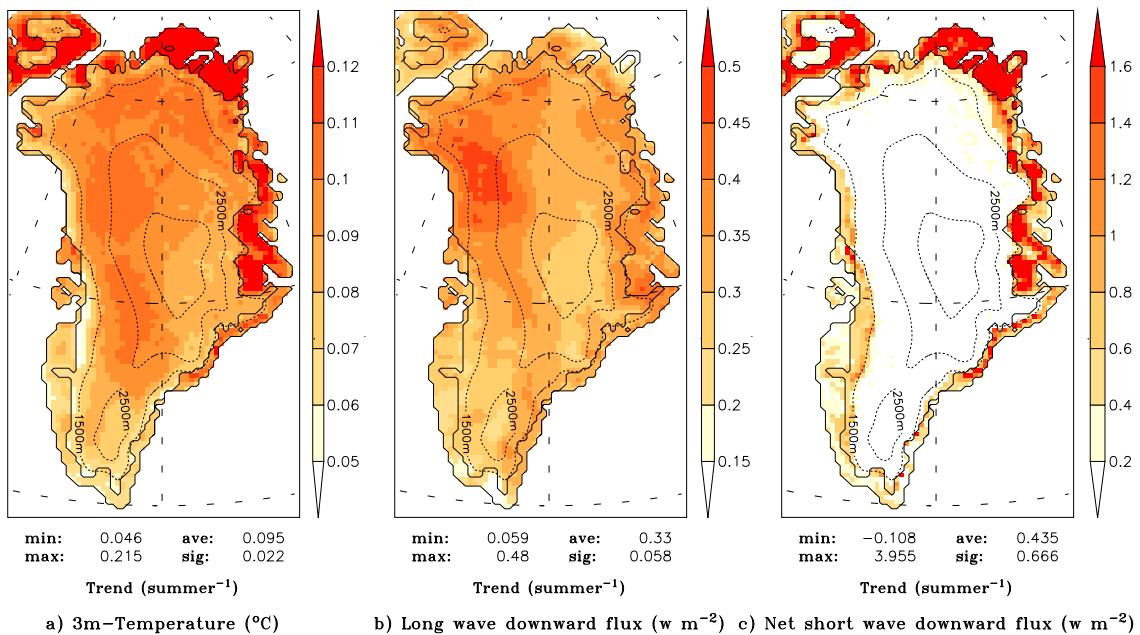 0.12
0.11
0.1
0.09
0.08
0.07
0.06
0.05
2500m
2500m
1500m
min: 0.046 ave: 0.095
max: 0.215 sig: 0.022
Trend (summer⁻¹)
a) 3m−Temperature (ºC)
0.5
0.45
0.4
0.35
0.3
0.25
0.2
0.15
2500m
2500m
1500m
min: 0.059 ave: 0.33
max: 0.48 sig: 0.058
Trend (summer⁻¹)
b) Long wave downward flux (w m⁻²)
1.6
1.4
1.2
1
0.8
0.6
0.4
0.2
2500m
2500m
1500m
min: −0.108 ave: 0.435
max: 3.955 sig: 0.666
Trend (summer⁻¹)
c) Net short wave downward flux (w m⁻²)